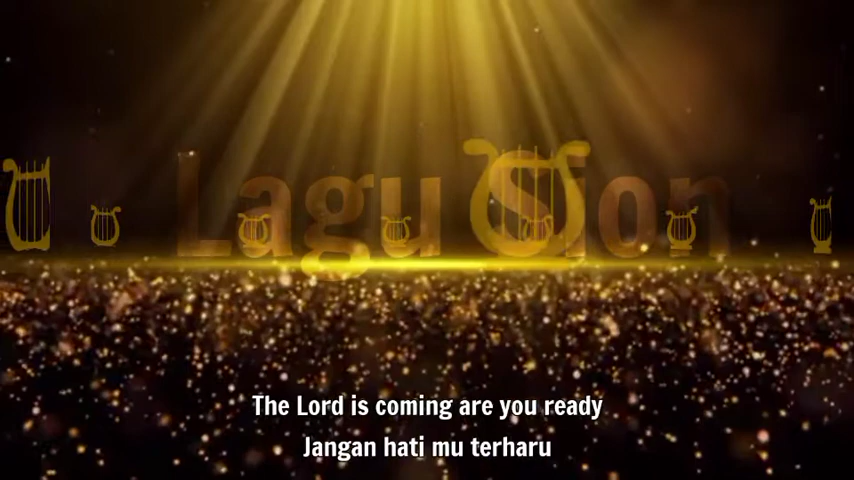 Lagu Sion
The Lord is coming are you ready
Jangan hati mu terharu